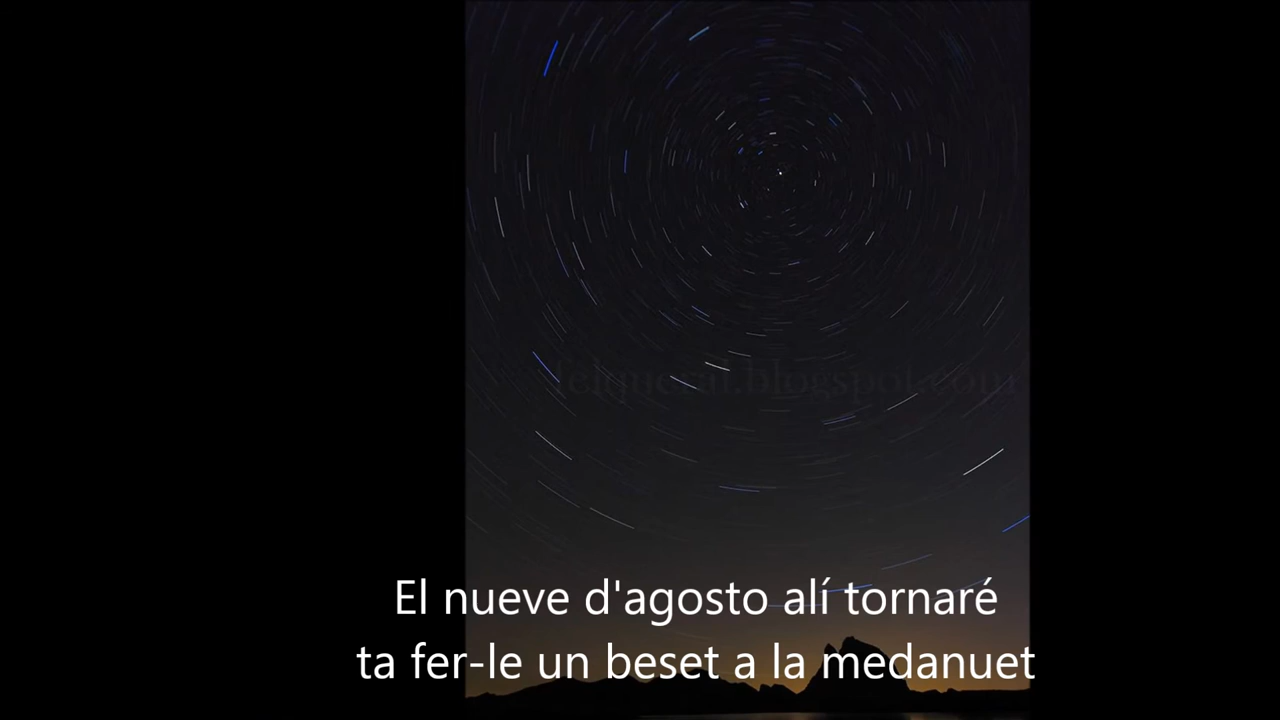 El nueve d'agosto alí tornaré
ta fer-le un beset a la medanuet